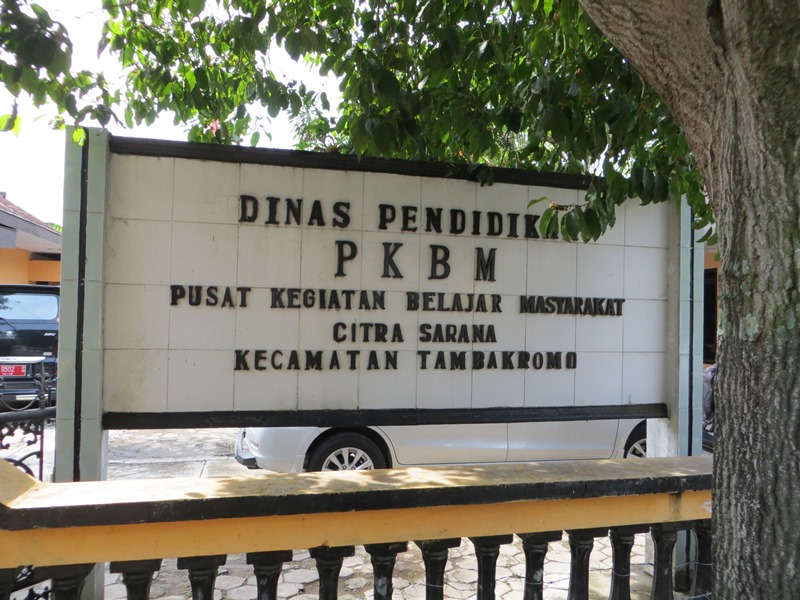 DINAS PENDIDIKA
PKBM
PUSAT KEGIATAN BELAJAR MASYARAKAT
CITRA SARANA
KECAMATAN TAMBAKROMO